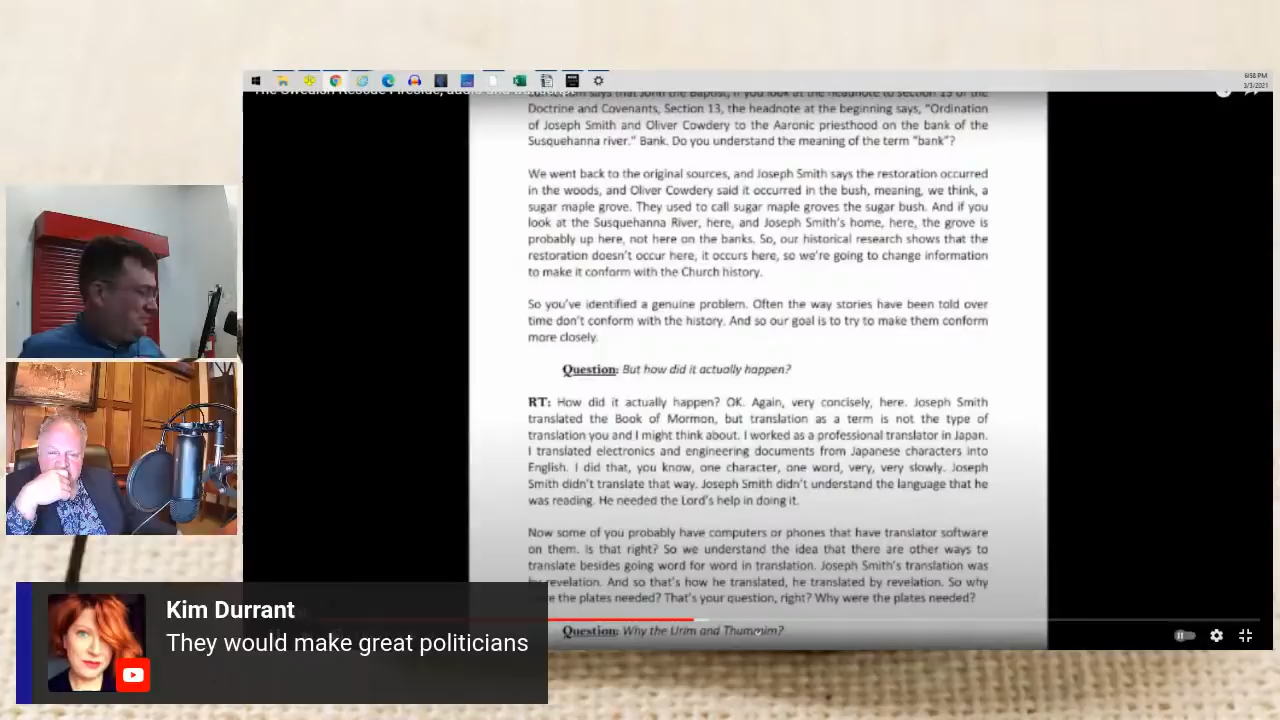 6:58 PM
3/3/2021
says that John the Baptist, if you look at the headnote to section 13 of the
Doctrine and Covenants, Section 13, the headnote at the beginning says, “Ordination
of Joseph Smith and Oliver Cowdery to the Aaronic priesthood on the bank of the
Susquehanna river.” Bank. Do you understand the meaning of the term “bank”?
We went back to the original sources, and Joseph Smith says the restoration occurred
in the woods, and Oliver Cowdery said it occurred in the bush, meaning, we think, a
sugar maple grove. They used to call sugar maple groves the sugar bush. And if you
look at the Susquehanna River, here, and Joseph Smith’s home, here, the grove is
probably up here, not here on the banks. So, our historical research shows that the
restoration doesn’t occur here, it occurs here, so we’re going to change information
to make it conform with the Church history.
So you’ve identified a genuine problem. Often the way stories have been told over
time don’t conform with the history. And so our goal is to try to make them conform
more closely.
Question: But how did it actually happen?
RT: How did it actually happen? OK. Again, very concisely, here. Joseph Smith
translated the Book of Mormon, but translation as a term is not the type of
translation you and I might think about. I worked as a professional translator in Japan.
I translated electronics and engineering documents from Japanese characters into
English. I did that, you know, one character, one word, very, very slowly. Joseph
Smith didn’t translate that way. Joseph Smith didn’t understand the language that he
was reading. He needed the Lord’s help in doing it.
Now some of you probably have computers or phones that have translator software
on them. Is that right? So we understand the idea that there are other ways to
translate besides going word for word in translation. Joseph Smith’s translation was
by revelation. And so that’s how he translated, he translated by revelation. So why
the plates needed? That’s your question, right? Why were the plates needed?
Question: Why the Urim and Thummim?
Kim Durrant
They would make great politicians